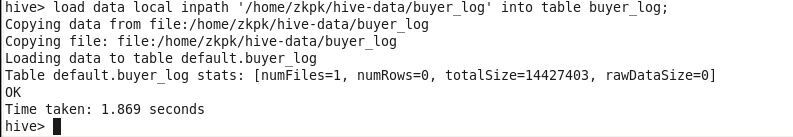 hive> load data local inpath '/home/zkpk/hive-data/buyer_log' into table buyer_log;
Copying data from file:/home/zkpk/hive-data/buyer_log
Copying file: file:/home/zkpk/hive-data/buyer_log
Loading data to table default.buyer_log
Table default.buyer_log stats: [numFiles=1, numRows=0, totalSize=14427403, rawDataSize=0]
OK
Time taken: 1.869 seconds
hive>